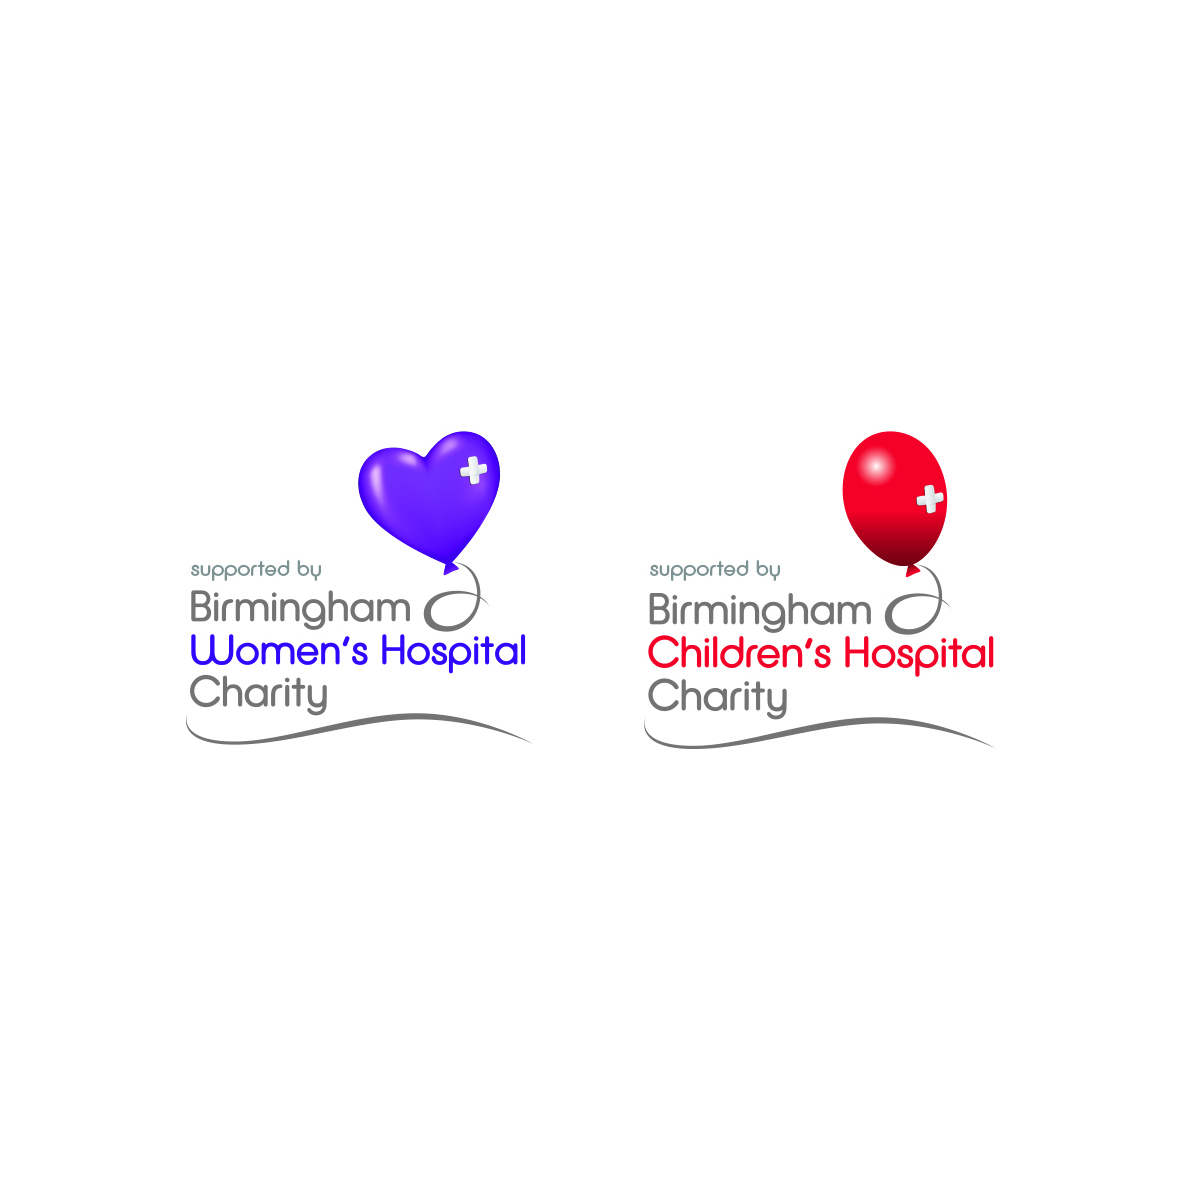 supported by
Birmingham
Women's Hospital
Charity
supported by
Birmingham
Children's Hospital
Charity